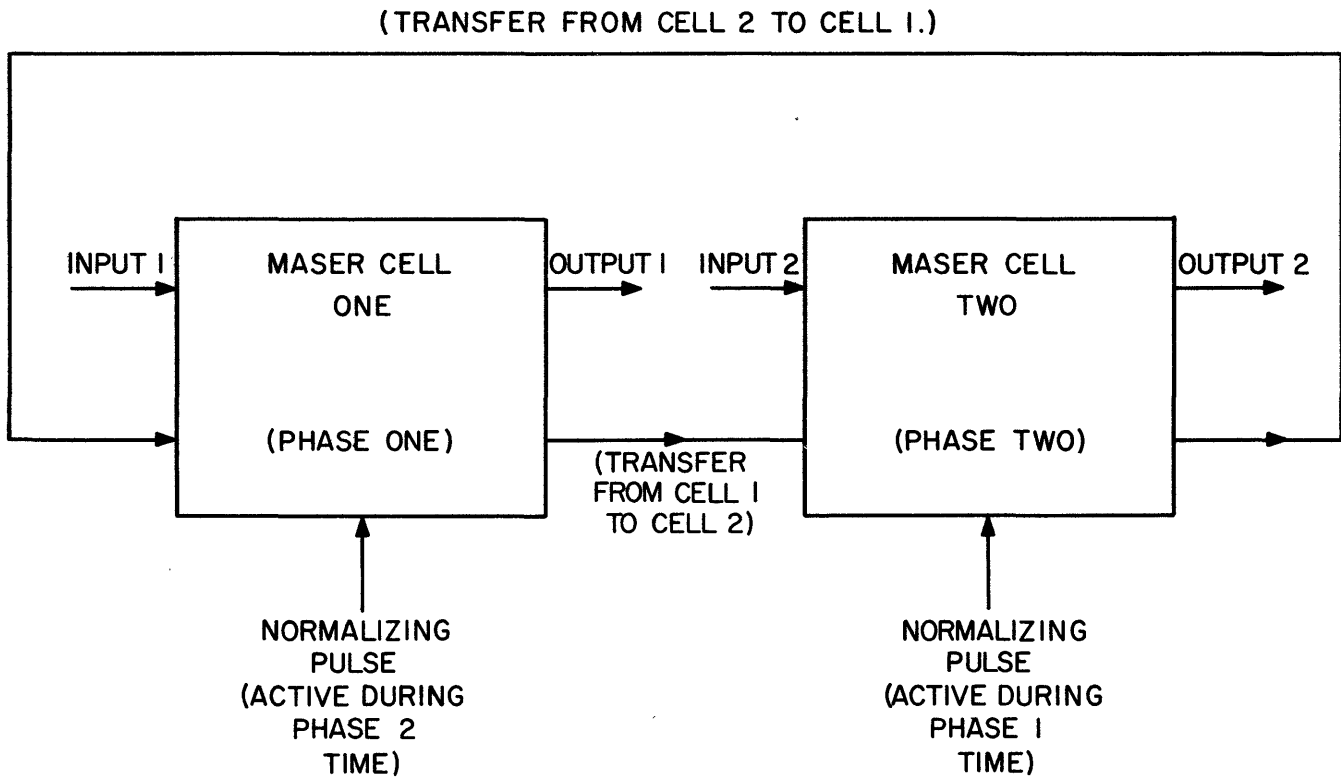 (TRANSFER FROM CELL 2 TO CELL 1.)
INPUT 1
MASER CELL
ONE
(PHASE ONE)
OUTPUT 1
(TRANSFER
FROM CELL 1
TO CELL 2)
INPUT 2
MASER CELL
TWO
(PHASE TWO)
OUTPUT 2
NORMALIZING
PULSE
(ACTIVE DURING
PHASE 2
TIME)
NORMALIZING
PULSE
(ACTIVE DURING
PHASE 1
TIME)